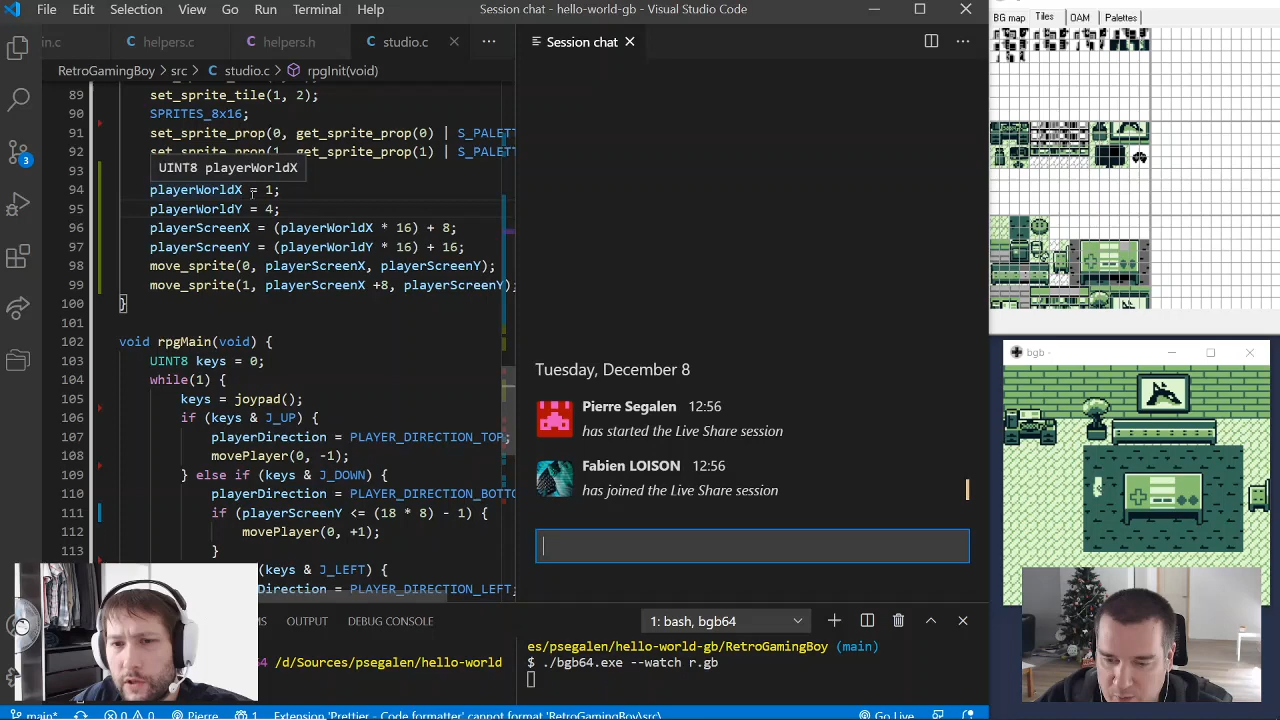 File Edit Selection View Go Run Terminal Help
Session chat - hello-world-gb - Visual Studio Code
in.c helpers.c helpers.h studio.c
Session chat
RetroGamingBoy > src > studio.c > rpgInit(void)
89 set_sprite_tile(1, 2);
90 SPRITES_8x16;
91 set_sprite_prop(0, get_sprite_prop(0) | S_PALETT
92 set_sprite_prop(1, get_sprite_prop(1) | S_PALETT
93
UINT8 playerWorldX
94 playerWorldX = 1;
95 playerWorldY = 4;
96 playerScreenX = (playerWorldX * 16) + 8;
97 playerScreenY = (playerWorldY * 16) + 16;
98 move_sprite(0, playerScreenX, playerScreenY);
99 move_sprite(1, playerScreenX +8, playerScreenY);
100 }
101
102 void rpgMain(void) {
103 UINT8 keys = 0;
104 while(1) {
105 keys = joypad();
106 if (keys & J_UP) {
107 playerDirection = PLAYER_DIRECTION_TOP;
108 movePlayer(0, -1);
109 } else if (keys & J_DOWN) {
110 playerDirection = PLAYER_DIRECTION_BOTTO
111 if (playerScreenY <= (18 * 8) - 1) {
112 movePlayer(0, +1);
113 }
(keys & J_LEFT) {
Direction = PLAYER_DIRECTION_LEFT;
Tuesday, December 8
Pierre Segalen 12:56
has started the Live Share session
Fabien LOISON 12:56
has joined the Live Share session
MS OUTPUT DEBUG CONSOLE
1: bash, bgb64
64 /d/Sources/psegalen/hello-world
es/psegalen/hello-world-gb/RetroGamingBoy (main)
$ ./bgb64.exe --watch r.gb
main* 0 0 Pierre 1 Extension 'Prettier - Code formatter' cannot format 'RetroGamingBoy\src\ Go Live
3
BG map Tiles OAM Palettes
bgb -